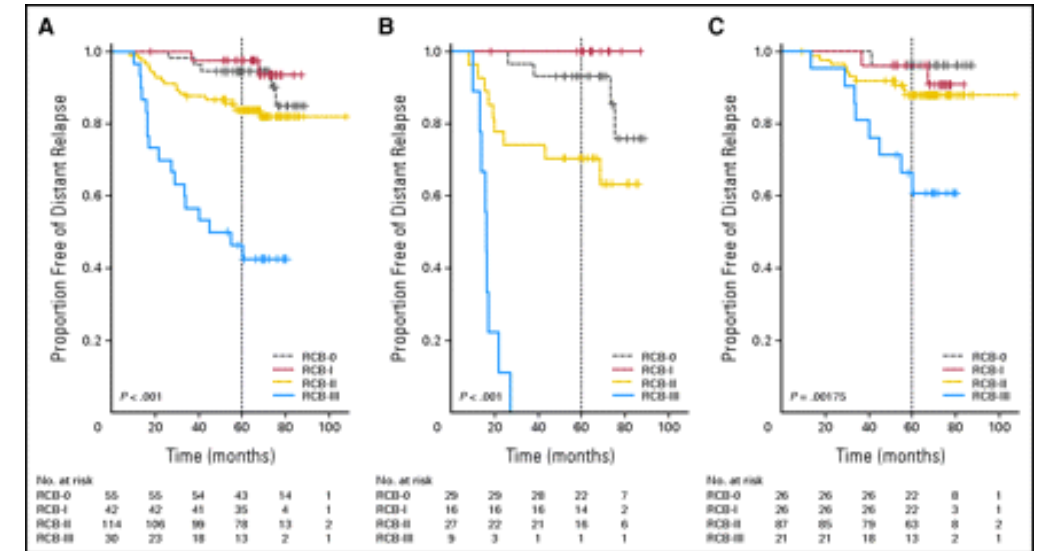 A
Proportion Free of Distant Relapse
1.0
0.8
0.6
0.4
0.2
0
20
40
60
80
100
RCB-0
RCB-I
RCB-II
RCB-III
P < .001
Time (months)
No. at risk
RCB-0 55 55 54 43 14 1
RCB-I 42 42 41 35 4 1
RCB-II 114 106 99 78 13 2
RCB-III 30 23 18 13 2 1
B
Proportion Free of Distant Relapse
1.0
0.8
0.6
0.4
0.2
0
20
40
60
80
100
RCB-0
RCB-I
RCB-II
RCB-III
P < .001
Time (months)
No. at risk
RCB-0 29 29 28 22 7
RCB-I 16 16 16 14 2
RCB-II 27 22 21 16 6
RCB-III 9 3 1 1 1
C
Proportion Free of Distant Relapse
1.0
0.8
0.6
0.4
0.2
0
20
40
60
80
100
RCB-0
RCB-I
RCB-II
RCB-III
P = .00175
Time (months)
No. at risk
RCB-0 26 26 26 22 8 1
RCB-I 26 26 26 22 3 1
RCB-II 87 85 79 63 8 2
RCB-III 21 21 18 13 2 1